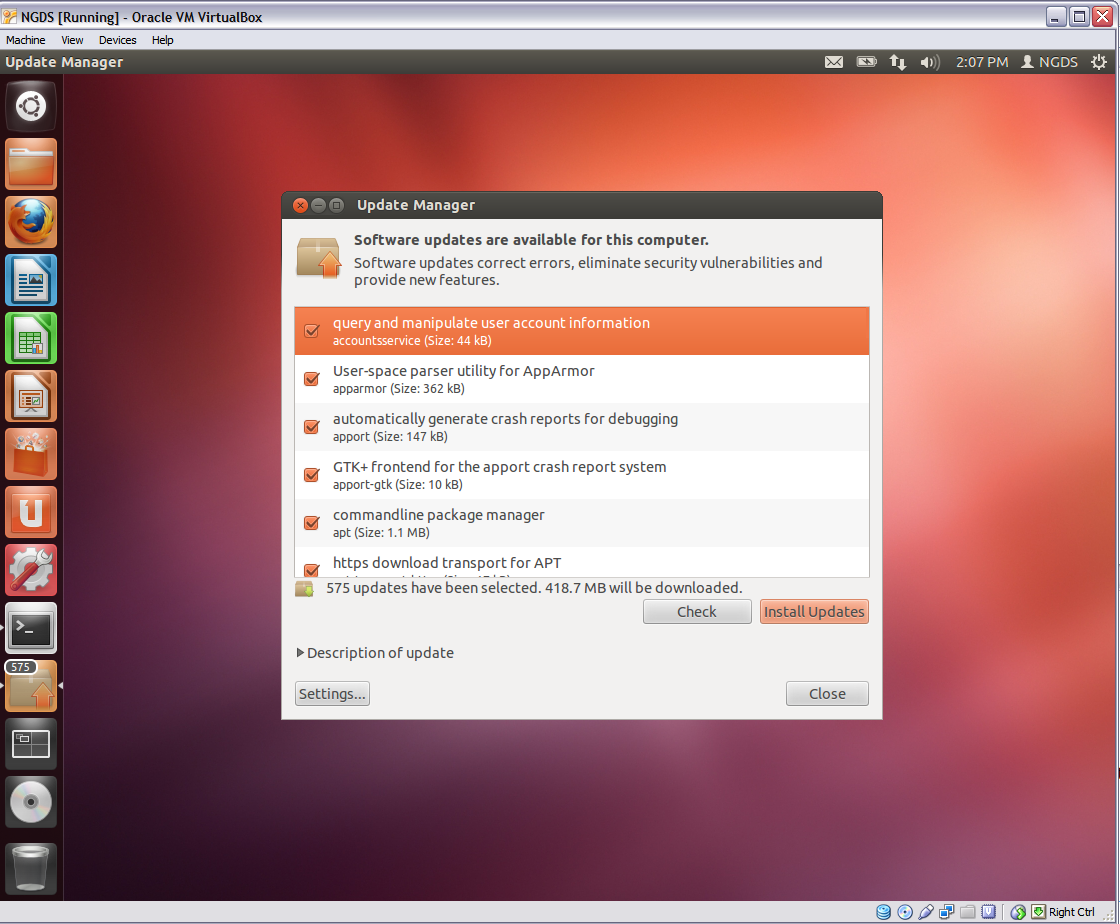 NGDS [Running] - Oracle VM VirtualBox
Machine View Devices Help
Update Manager 2:07 PM NGDS
Update Manager
Software updates are available for this computer.
Software updates correct errors, eliminate security vulnerabilities and
provide new features.
query and manipulate user account information
accountsservice (Size: 44 kB)
User-space parser utility for AppArmor
apparmor (Size: 362 kB)
automatically generate crash reports for debugging
apport (Size: 147 kB)
GTK+ frontend for the apport crash report system
apport-gtk (Size: 10 kB)
commandline package manager
apt (Size: 1.1 MB)
https download transport for APT
575 updates have been selected. 418.7 MB will be downloaded.
Check Install Updates
Description of update
Settings... Close
575
Right Ctrl